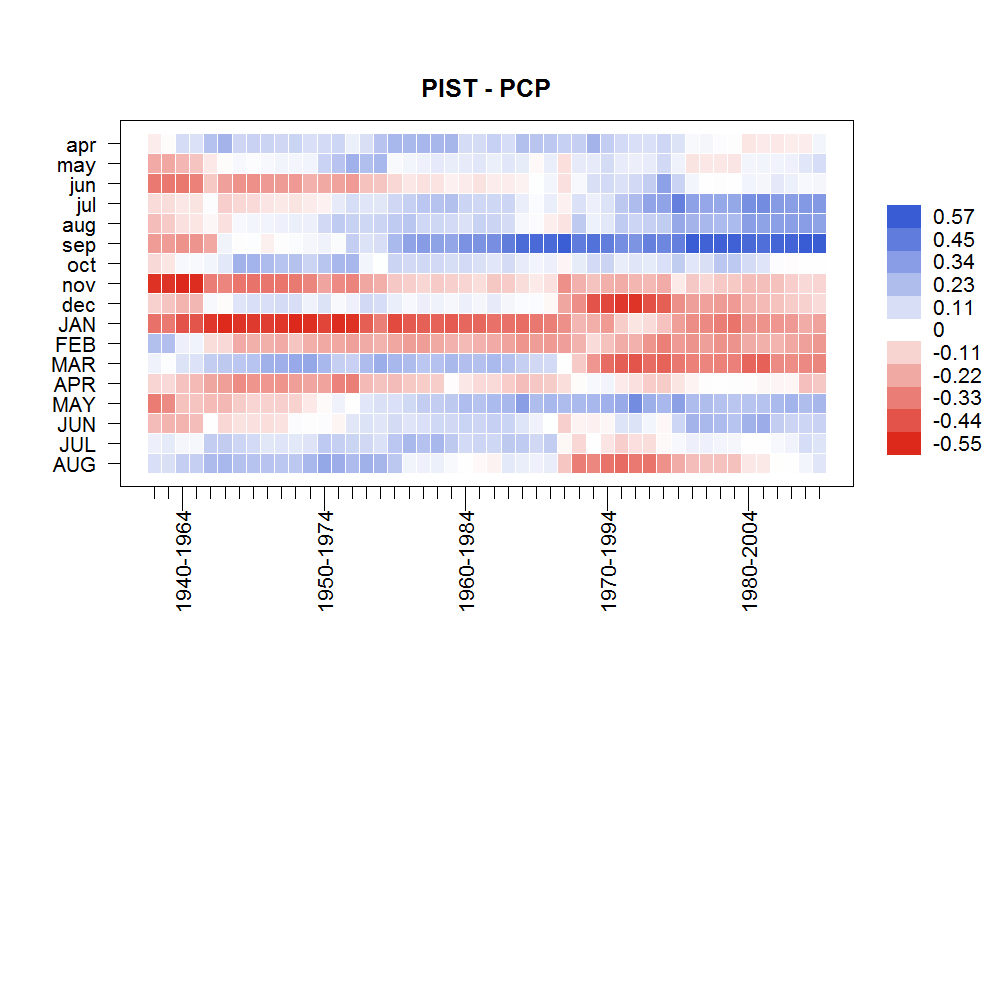 PIST - PCP
apr
may
jun
jul
aug
sep
oct
nov
dec
JAN
FEB
MAR
APR
MAY
JUN
JUL
AUG
0.57
0.45
0.34
0.23
0.11
0
-0.11
-0.22
-0.33
-0.44
-0.55
1940-1964
1950-1974
1960-1984
1970-1994
1980-2004